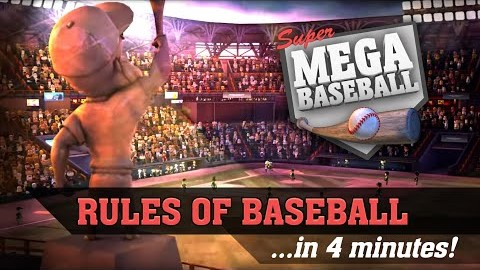 Super
MEGA
BASEBALL
RULES OF BASEBALL
...in 4 minutes!